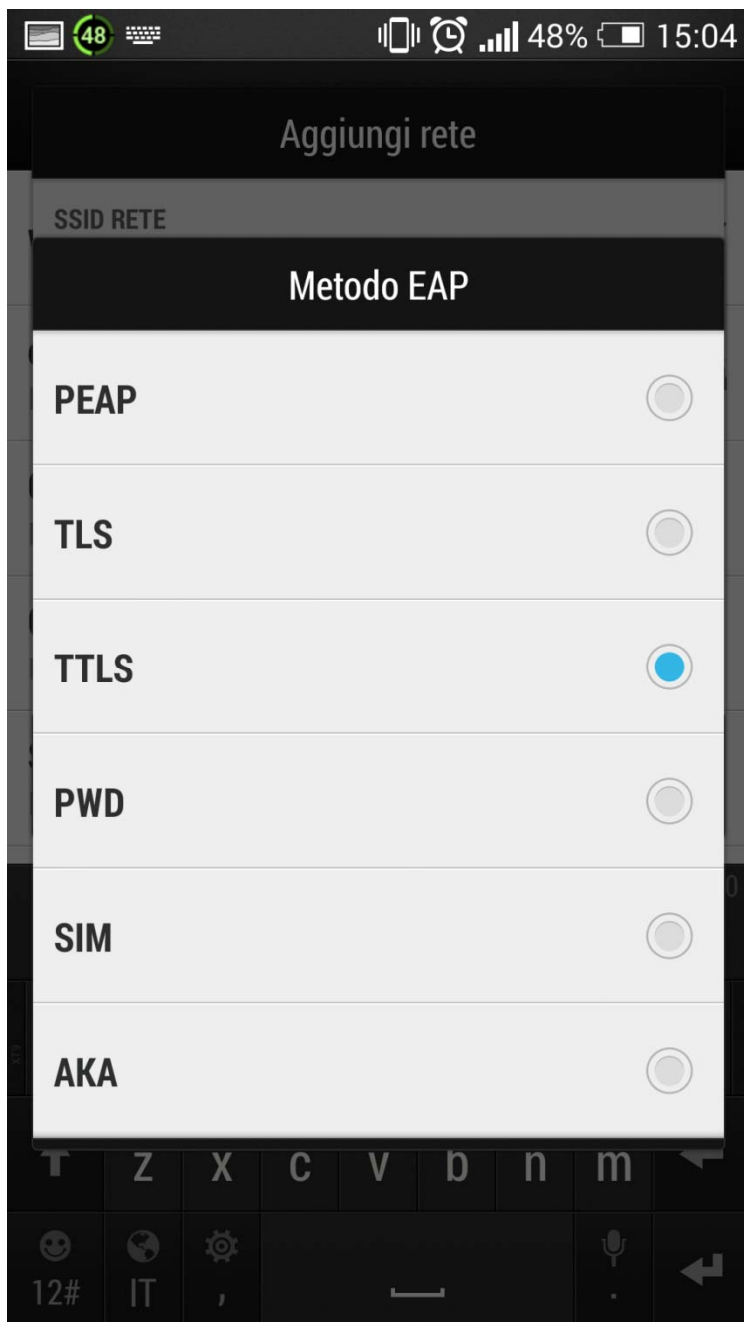 48 48% 15:04
Aggiungi rete
SSID RETE
Metodo EAP
PEAP
TLS
TTLS
PWD
SIM
AKA
z x c v b n m
12# IT , .